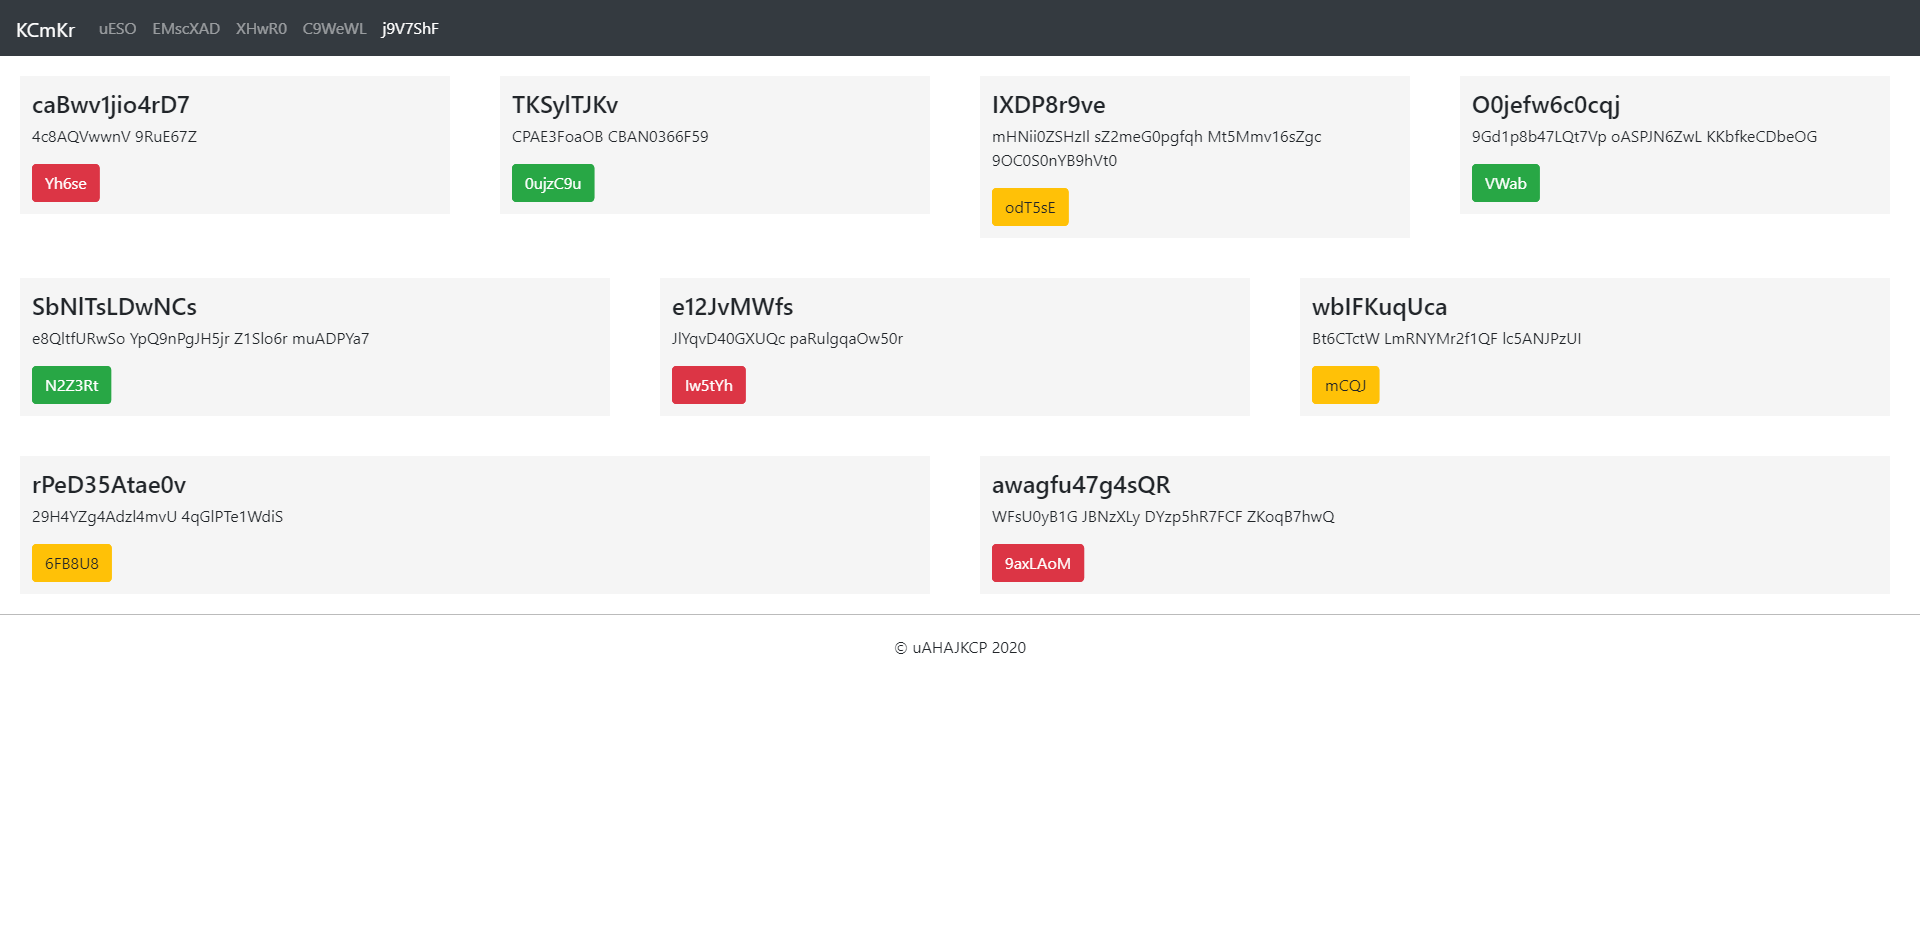 KCmKr uESO EMscXAD XHwR0 C9WeWL j9V7ShF
caBwv1jio4rD7
4c8AQVwwnV 9RuE67Z
Yh6se
TKSylTJKv
CPAE3FoaOB CBAN0366F59
0ujzC9u
IXDP8r9ve
mHNii0ZSHzIl sZ2meG0pgfqh Mt5Mmv16sZgc
9OC0S0nYB9hVt0
odT5sE
O0jefw6c0cqj
9Gd1p8b47LQt7Vp oASPJN6ZwL KKbfkeCDbeOG
VWab
SbNlTsLDwNCs
e8QltfURwSo YpQ9nPgJH5jr Z1Slo6r muADPYa7
N2Z3Rt
e12JvMWfs
JlYqvD40GXUQc paRulgqaOw50r
Iw5tYh
wbIFKuqUca
Bt6CTctW LmRNYMr2f1QF lc5ANJPzUI
mCQJ
rPeD35Atae0v
29H4YZg4Adzl4mvU 4qGlPTe1WdiS
6FB8U8
awagfu47g4sQR
WFsU0yB1G JBNzXLy DYzp5hR7FCF ZKoqB7hwQ
9axLAoM
© uAHAJKCP 2020